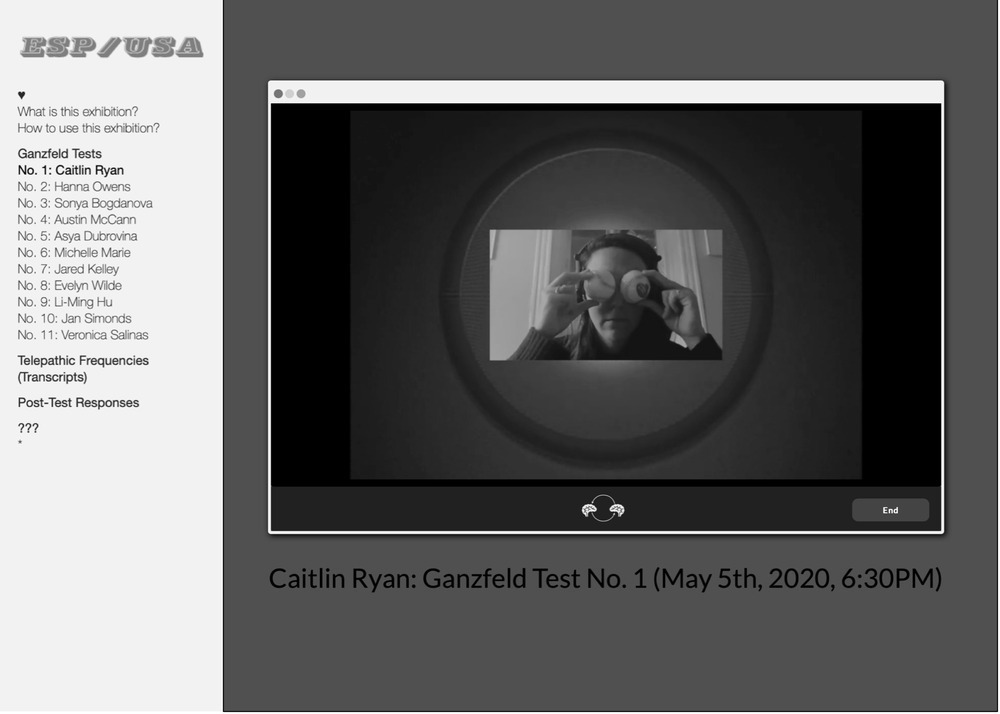 ESP/USA
♥
What is this exhibition?
How to use this exhibition?
Ganzfeld Tests
No. 1: Caitlin Ryan
No. 2: Hanna Owens
No. 3: Sonya Bogdanova
No. 4: Austin McCann
No. 5: Asya Dubrovina
No. 6: Michelle Marie
No. 7: Jared Kelley
No. 8: Evelyn Wilde
No. 9: Li-Ming Hu
No. 10: Jan Simonds
No. 11: Veronica Salinas
Telepathic Frequencies
(Transcripts)
Post-Test Responses
???
*
End
Caitlin Ryan: Ganzfeld Test No. 1 (May 5th, 2020, 6:30PM)